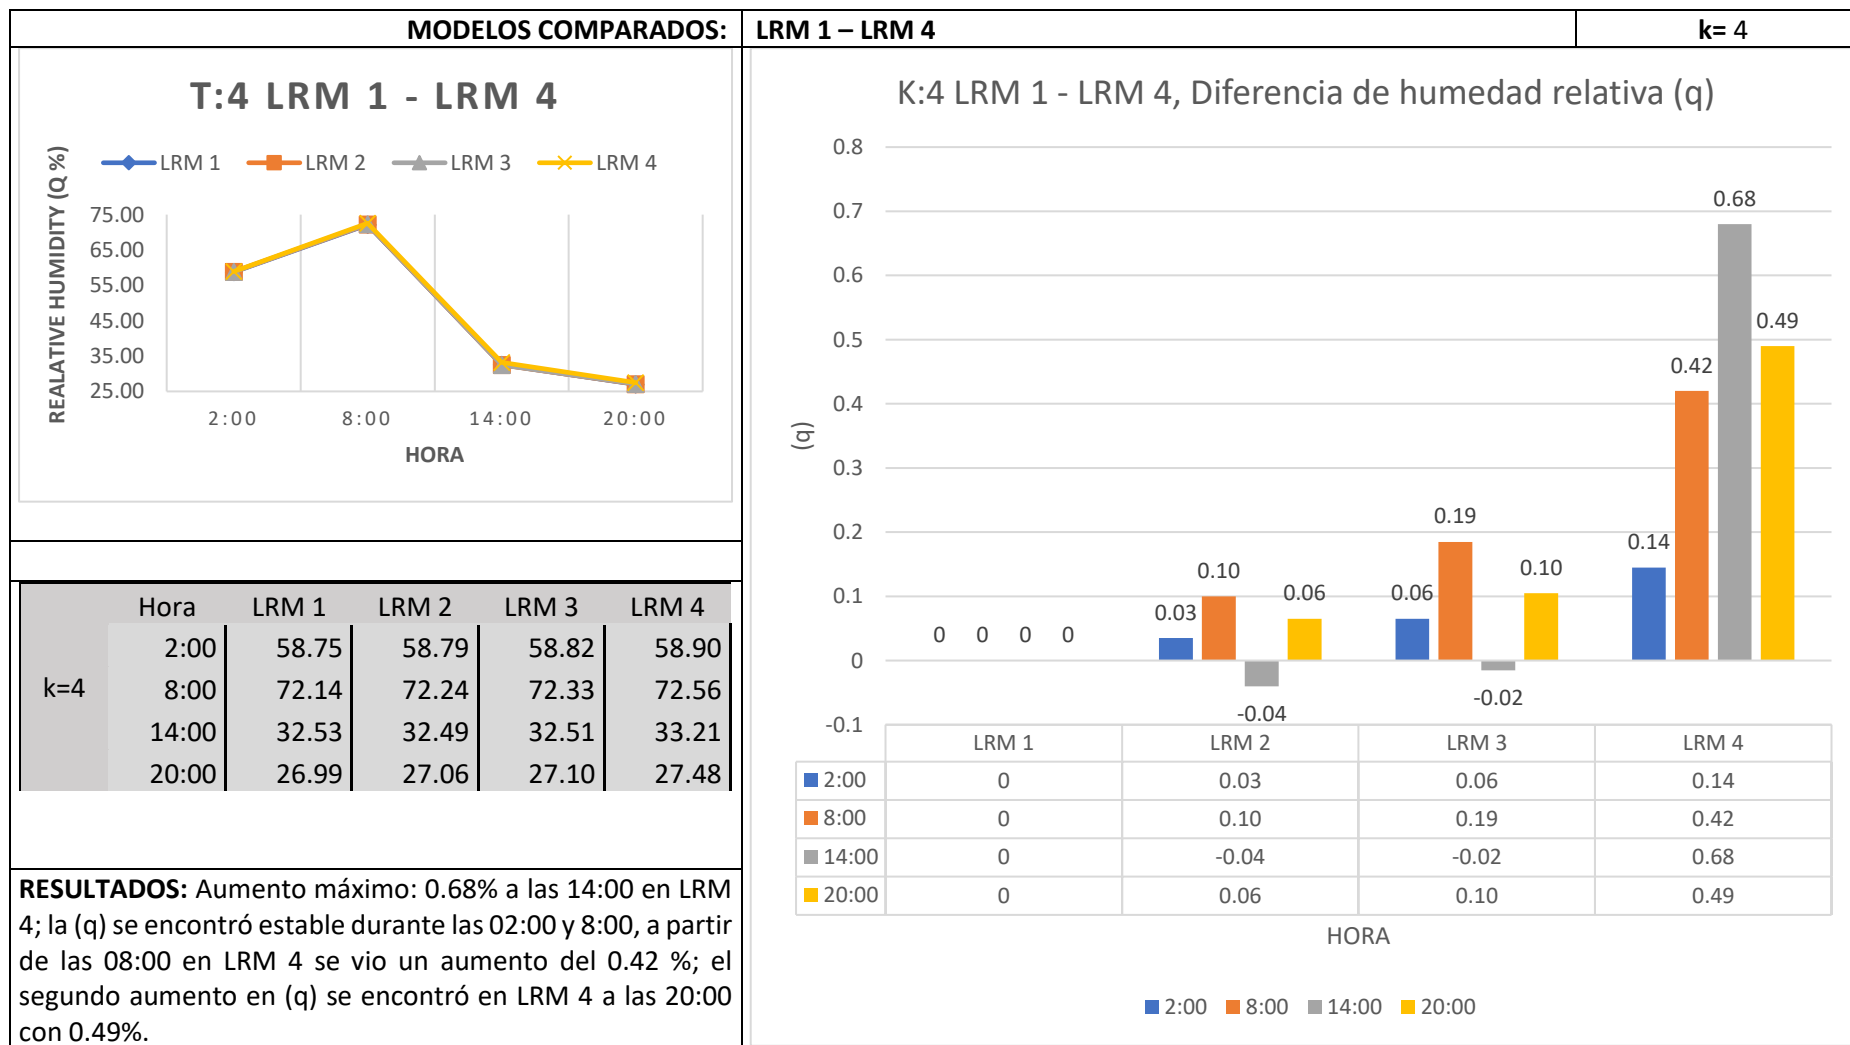 MODELOS COMPARADOS: LRM 1 – LRM 4 k= 4
T:4 LRM 1 - LRM 4
LRM 1 LRM 2 LRM 3 LRM 4
REALATIVE HUMIDITY (Q %)
75.00
65.00
55.00
45.00
35.00
25.00
2:00 8:00 14:00 20:00
HORA
Hora LRM 1 LRM 2 LRM 3 LRM 4
2:00 58.75 58.79 58.82 58.90
k=4 8:00 72.14 72.24 72.33 72.56
14:00 32.53 32.49 32.51 33.21
20:00 26.99 27.06 27.10 27.48
RESULTADOS: Aumento máximo: 0.68% a las 14:00 en LRM
4; la (q) se encontró estable durante las 02:00 y 8:00, a partir
de las 08:00 en LRM 4 se vio un aumento del 0.42 %; el
segundo aumento en (q) se encontró en LRM 4 a las 20:00
con 0.49%.
K:4 LRM 1 - LRM 4, Diferencia de humedad relativa (q)
(q)
0.8
0.7
0.6
0.5
0.4
0.3
0.2
0.1
0
-0.1
0 0 0 0
0.03 0.10 -0.04 0.06
0.06 0.19 -0.02 0.10
0.14 0.42 0.68 0.49
LRM 1 LRM 2 LRM 3 LRM 4
2:00 0 0.03 0.06 0.14
8:00 0 0.10 0.19 0.42
14:00 0 -0.04 -0.02 0.68
20:00 0 0.06 0.10 0.49
HORA
2:00 8:00 14:00 20:00